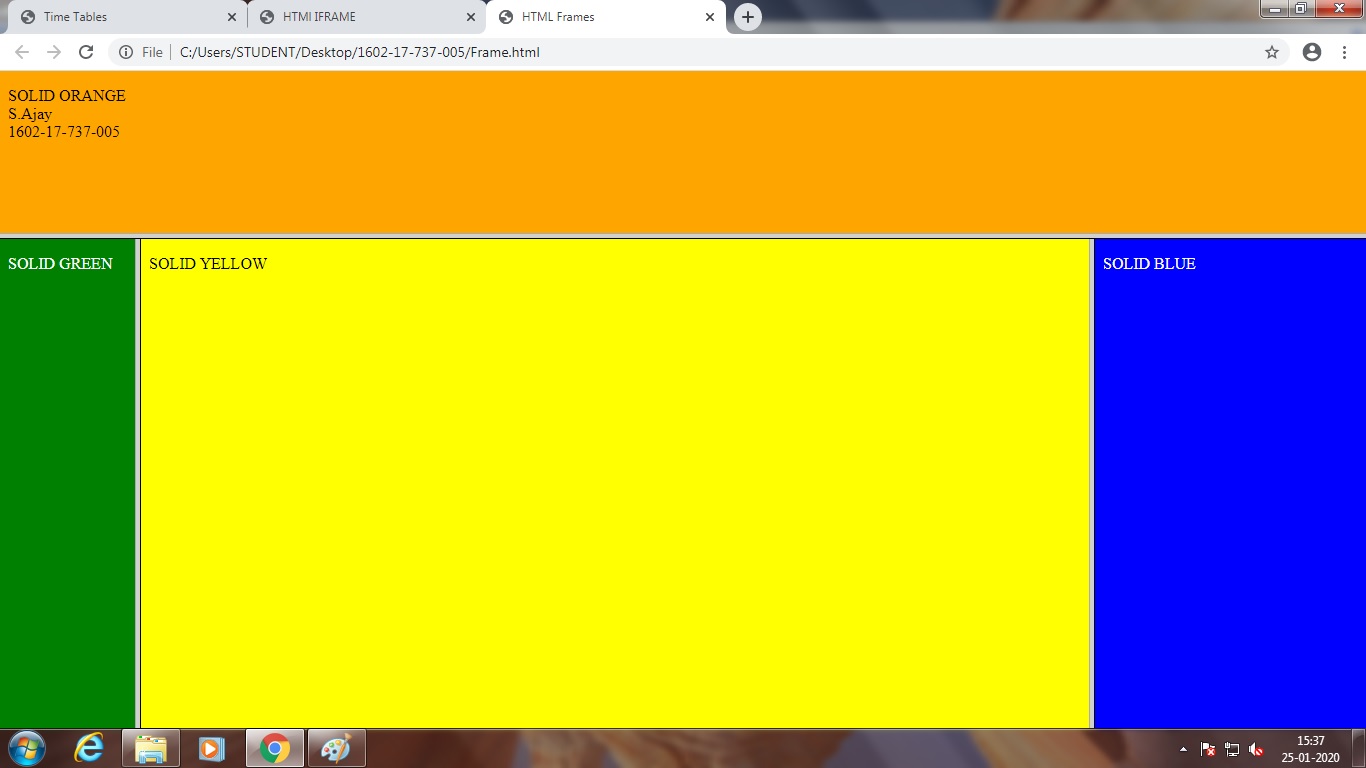 Time Tables
HTMl IFRAME
HTML Frames
File C:/Users/STUDENT/Desktop/1602-17-737-005/Frame.html
SOLID ORANGE
S.Ajay
1602-17-737-005
SOLID GREEN
SOLID YELLOW
SOLID BLUE
15:37
25-01-2020